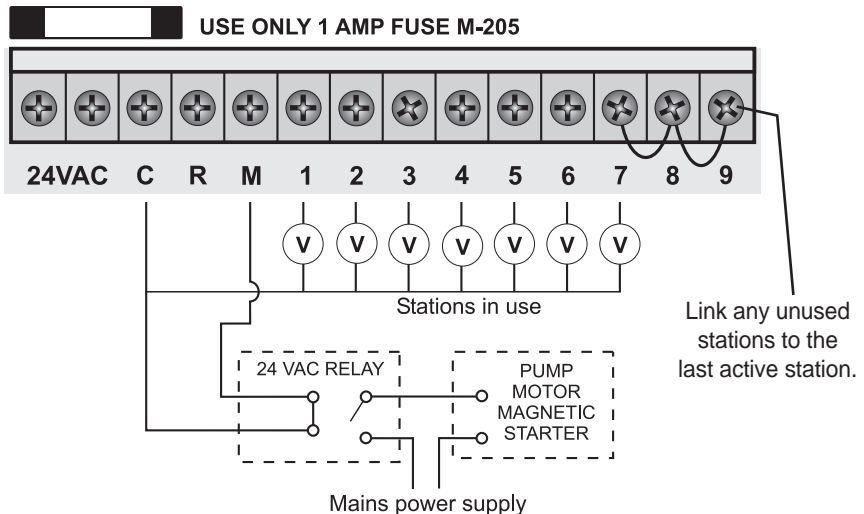 USE ONLY 1 AMP FUSE M-205
24VAC C R M 1 2 3 4 5 6 7 8 9
V V V V V V V
Stations in use
Link any unused
stations to the
last active station.
24 VAC RELAY
PUMP
MOTOR
MAGNETIC
STARTER
Mains power supply